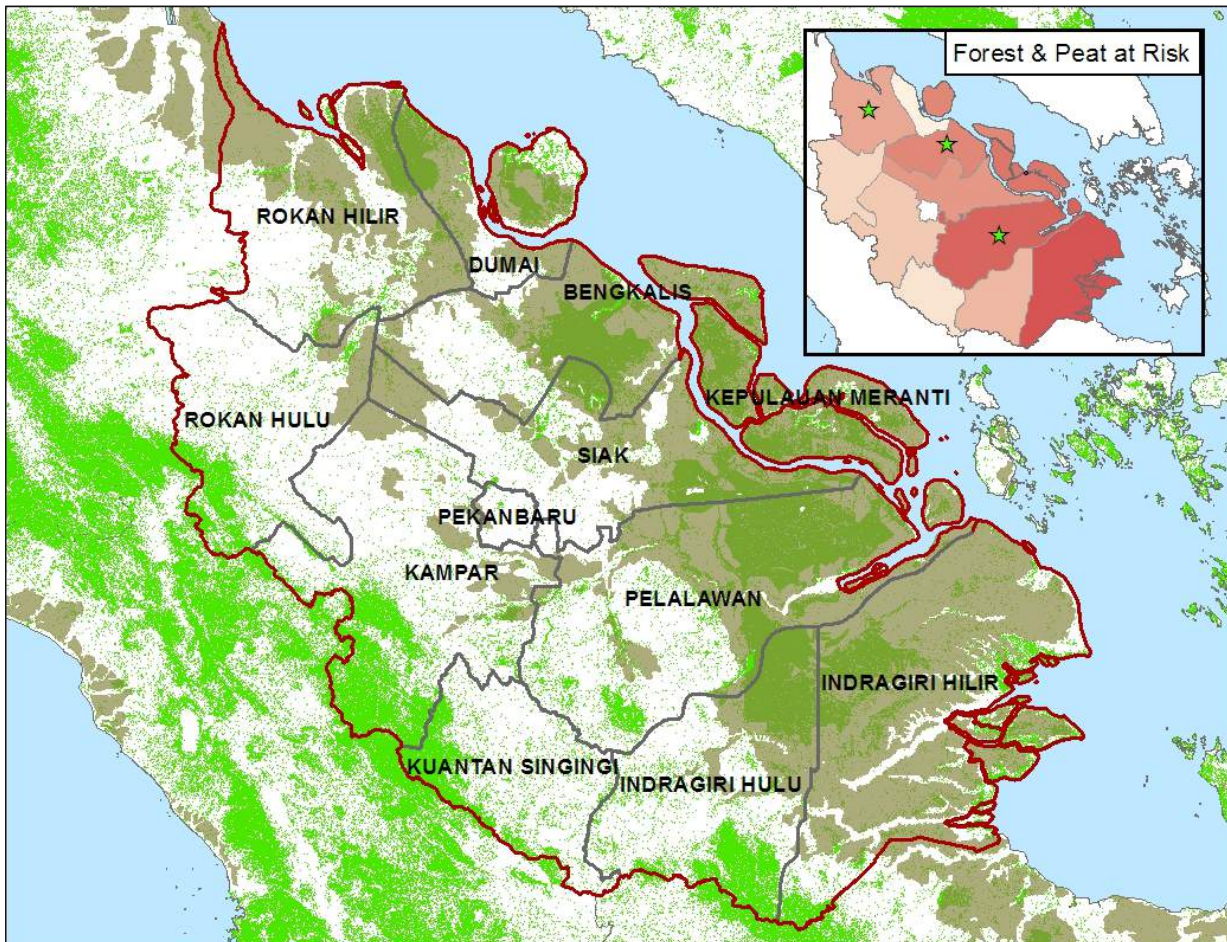 Forest & Peat at Risk
ROKAN HILIR
DUMAI
BENGKALIS
KEPULAUAN MERANTI
ROKAN HULU
SIAK
PEKANBARU
KAMPAR
PELALAWAN
INDRAGIRI HILIR
KUANTAN SINGINGI
INDRAGIRI HULU